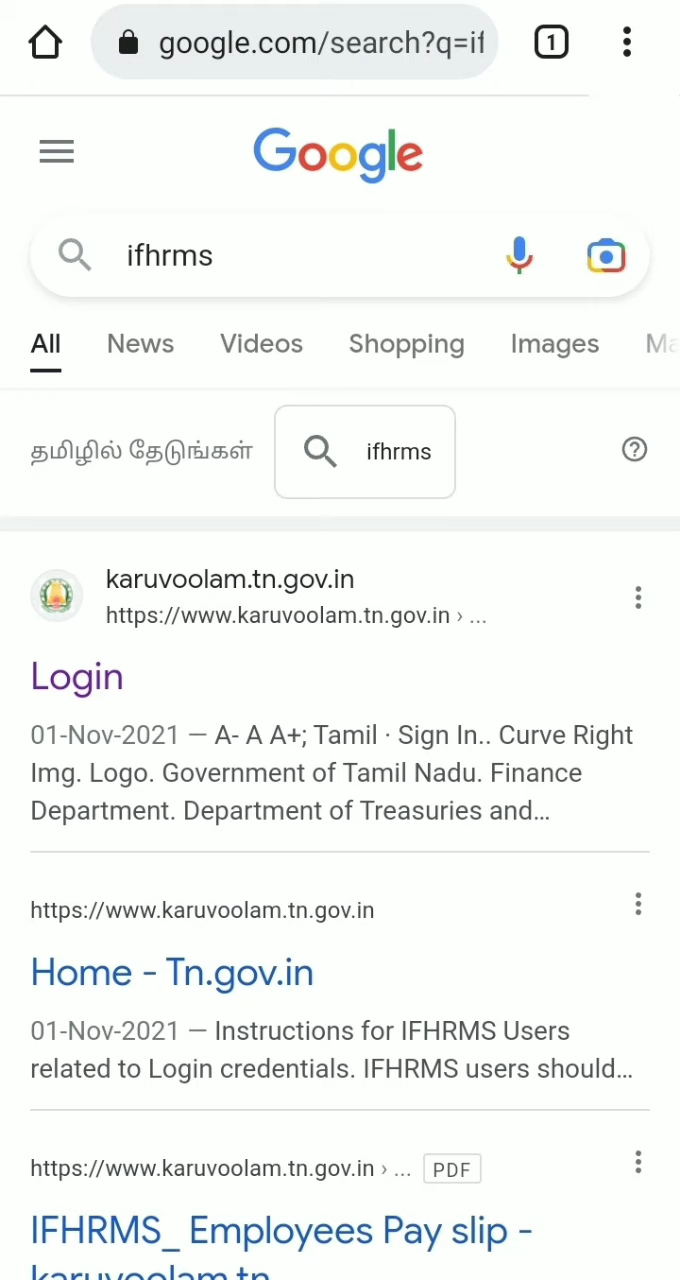 google.com/search?q=if
1
Google
ifhrms
All News Videos Shopping Images Ma
தமிழில் தேடுங்கள் ifhrms
karuvoolam.tn.gov.in
https://www.karuvoolam.tn.gov.in › ...
Login
01-Nov-2021 — A- A A+; Tamil · Sign In.. Curve Right
Img. Logo. Government of Tamil Nadu. Finance
Department. Department of Treasuries and...
https://www.karuvoolam.tn.gov.in
Home - Tn.gov.in
01-Nov-2021 — Instructions for IFHRMS Users
related to Login credentials. IFHRMS users should...
https://www.karuvoolam.tn.gov.in › ... PDF
IFHRMS_ Employees Pay slip -
karuvoolam.tn